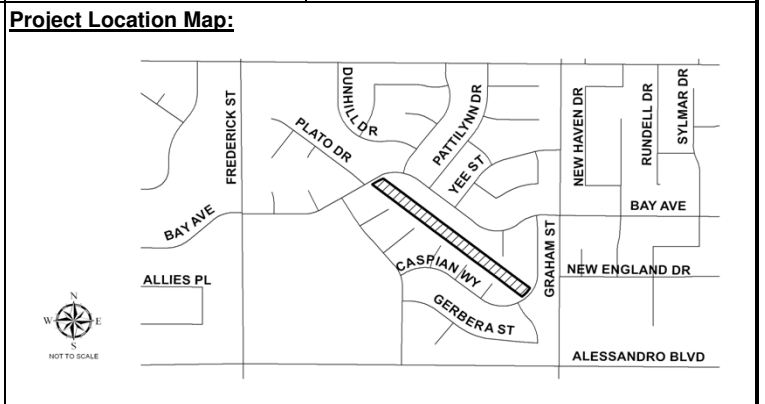 Project Location Map:
FREDERICK ST
DUNHILL DR
PLATO DR
PATTILYNN DR
YEE ST
NEW HAVEN DR
RUNDELL DR
SYLMAR DR
BAY AVE
BAY AVE
GRAHAM ST
CASPIAN WY
NEW ENGLAND DR
ALLIES PL
GERBERA ST
N
W
E
S
NOT TO SCALE
ALESSANDRO BLVD